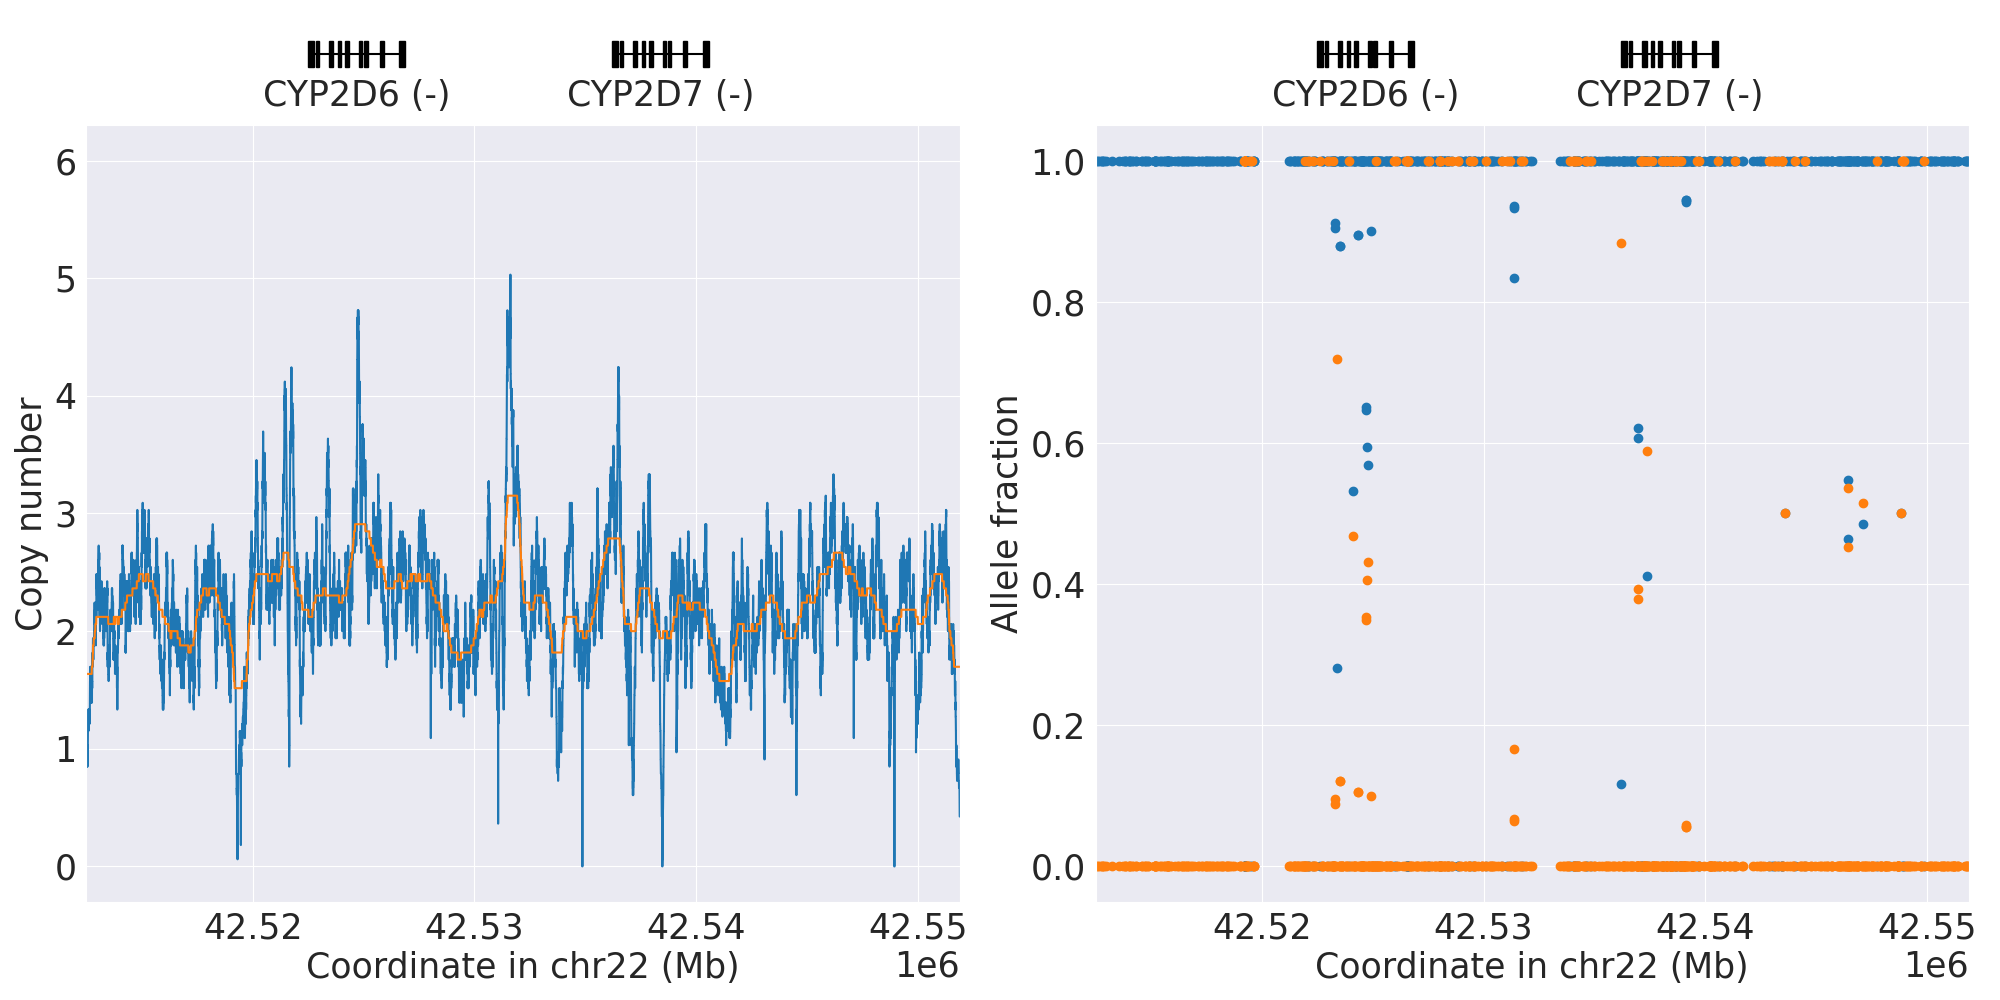 CYP2D6 (-)
CYP2D7 (-)
6
5
4
3
2
1
0
Copy number
42.52
42.53
42.54
42.55
Coordinate in chr22 (Mb)
1e6
CYP2D6 (-)
CYP2D7 (-)
1.0
0.8
0.6
0.4
0.2
0.0
Allele fraction
42.52
42.53
42.54
42.55
Coordinate in chr22 (Mb)
1e6